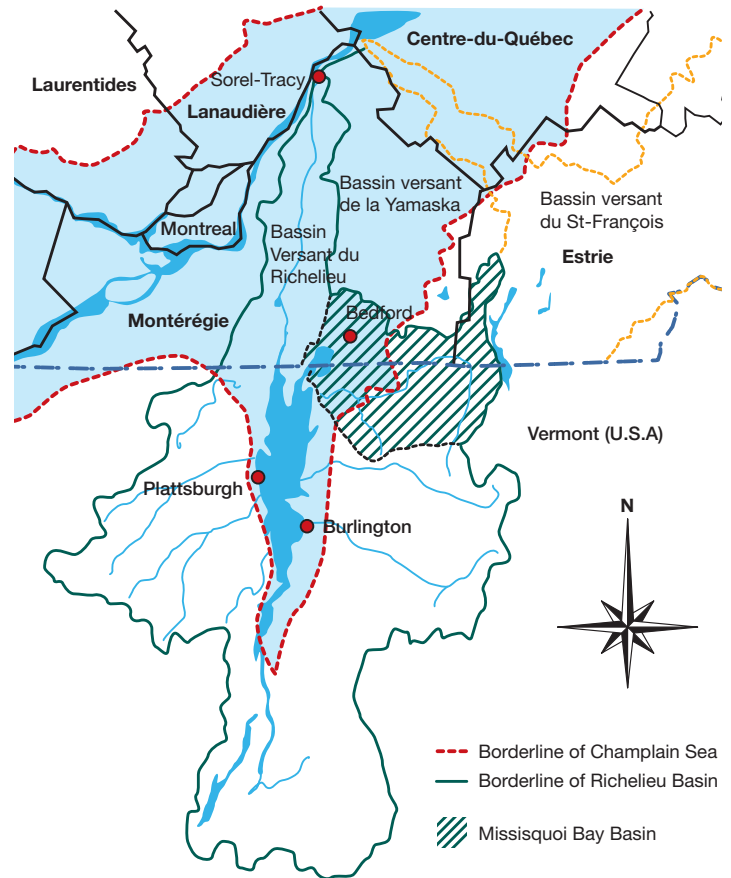 Centre-du-Québec
Laurentides
Sorel-Tracy
Lanaudière
Bassin versant
de la Yamaska
Bassin versant
du St-François
Montreal
Bassin
Versant du
Richelieu
Estrie
Montérégie
Bedford
Vermont (U.S.A)
Plattsburgh
Burlington
N
Borderline of Champlain Sea
Borderline of Richelieu Basin
Missisquoi Bay Basin